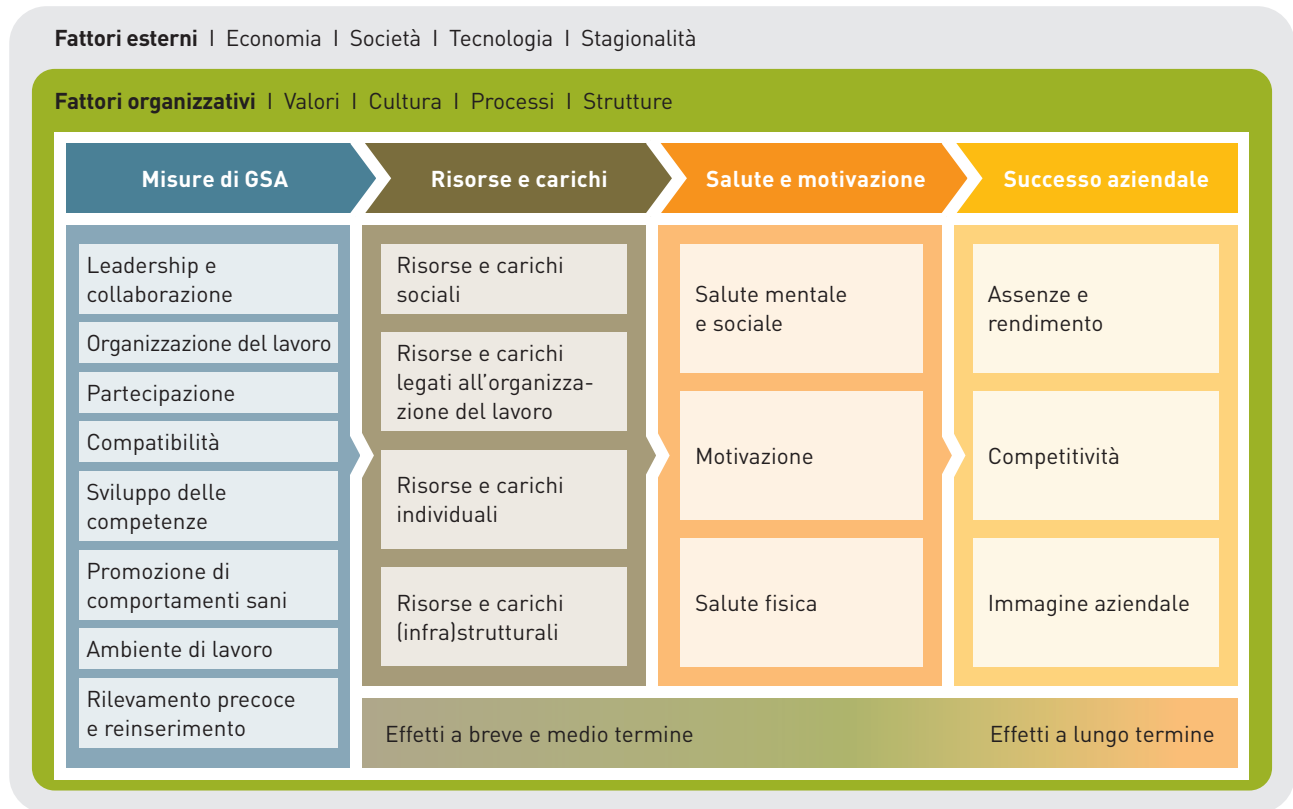 Fattori esterni I Economia I Società I Tecnologia I Stagionalità
Fattori organizzativi I Valori I Cultura I Processi I Strutture
Misure di GSA
Risorse e carichi
Salute e motivazione
Successo aziendale
Leadership e
collaborazione
Organizzazione del lavoro
Partecipazione
Compatibilità
Sviluppo delle
competenze
Promozione di
comportamenti sani
Ambiente di lavoro
Rilevamento precoce
e reinserimento
Risorse e carichi
sociali
Risorse e carichi
legati all'organizza-
zione del lavoro
Risorse e carichi
individuali
Risorse e carichi
(infra)strutturali
Salute mentale
e sociale
Motivazione
Salute fisica
Assenze e
rendimento
Competitività
Immagine aziendale
Effetti a breve e medio termine
Effetti a lungo termine